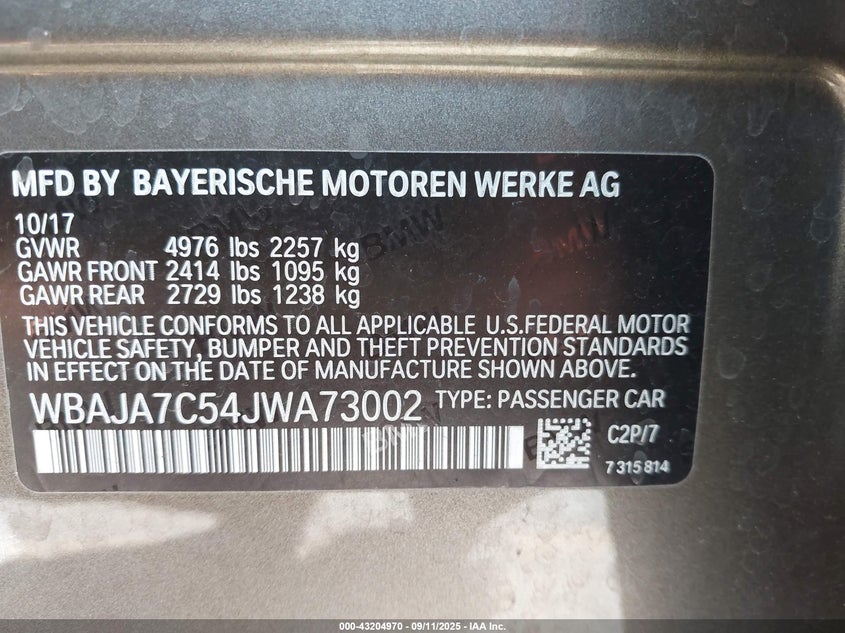 MFD BY BAYERISCHE MOTOREN WERKE AG
10/17
GVWR 4976 lbs 2257 kg
GAWR FRONT 2414 lbs 1095 kg
GAWR REAR 2729 lbs 1238 kg
THIS VEHICLE CONFORMS TO ALL APPLICABLE U.S.FEDERAL MOTOR
VEHICLE SAFETY, BUMPER AND THEFT PREVENTION STANDARDS
IN EFFECT ON THE DATE OF MANUFACTURE SHOWN ABOVE.
WBAJA7C54JWA73002 TYPE: PASSENGER CAR
C2P/7
7 315 814
000-43204970 - 09/11/2025 - IAA Inc.